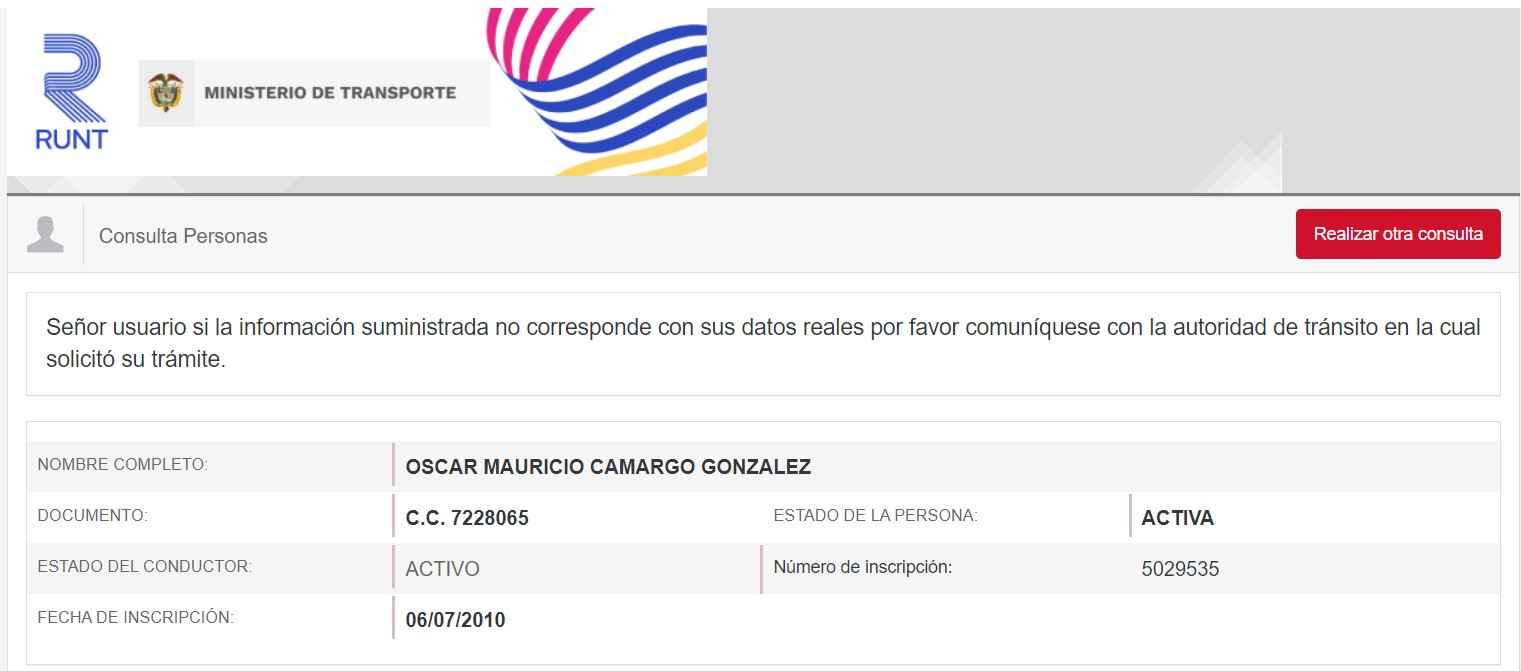 RUNT
MINISTERIO DE TRANSPORTE
Consulta Personas
Realizar otra consulta
Señor usuario si la información suministrada no corresponde con sus datos reales por favor comuníquese con la autoridad de tránsito en la cual
solicitó su trámite.
NOMBRE COMPLETO: OSCAR MAURICIO CAMARGO GONZALEZ
DOCUMENTO: C.C. 7228065 ESTADO DE LA PERSONA: ACTIVA
ESTADO DEL CONDUCTOR: ACTIVO Número de inscripción: 5029535
FECHA DE INSCRIPCIÓN: 06/07/2010